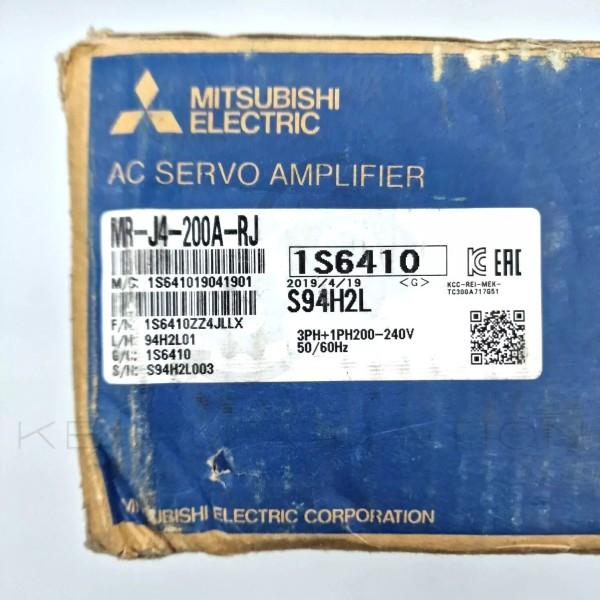 MITSUBISHI
ELECTRIC
AC SERVO AMPLIFIER
MR-J4-200A-RJ
M/C: 1S641019041901
F/N: 1S6410ZZ4JLLX
L/H: 94H2L01
G/L: 1S6410
S/N: S94H2L003
1S6410
2019/4/19 <G>
S94H2L
3PH+1PH200-240V
50/60Hz
EAC
KCC-REI-MEK-
TC300A717G51
MITSUBISHI ELECTRIC CORPORATION